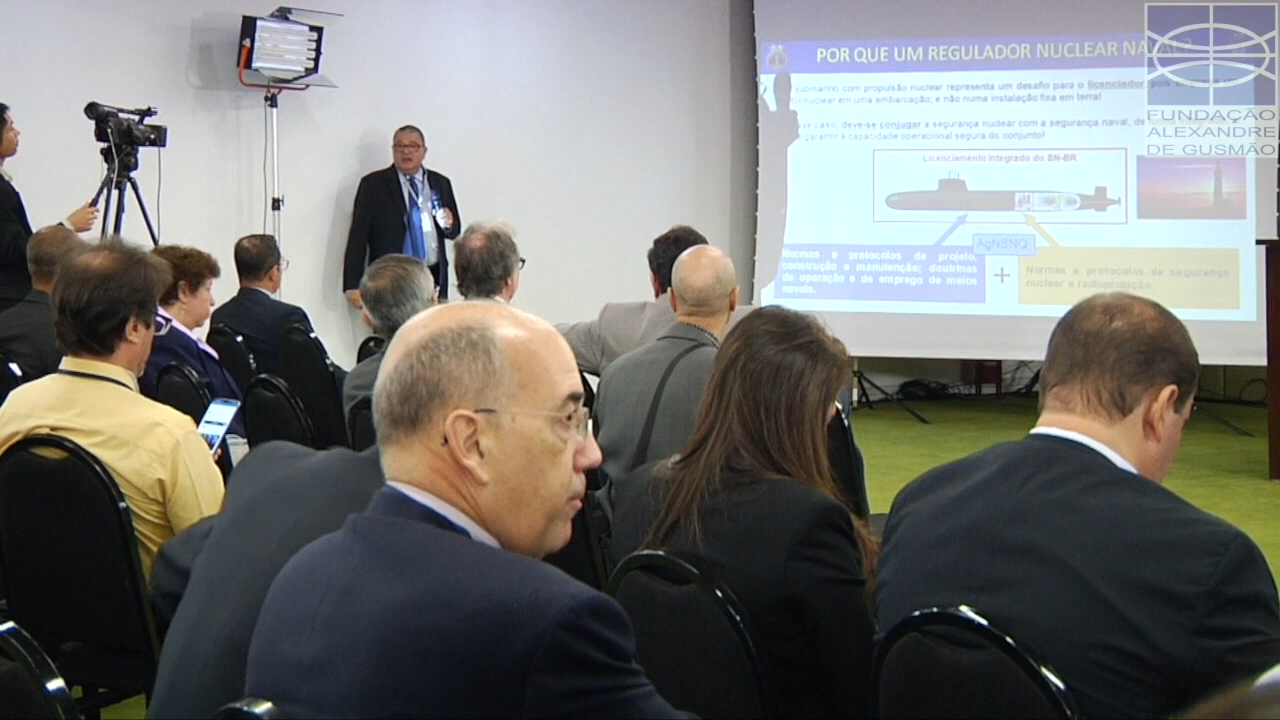 POR QUE UM REGULADOR NUCLEAR NAVAL?
submarino com propulsão nuclear representa um desafio para o licenciador, pois
nuclear em uma embarcação, e não numa instalação fixa em terra!
caso, deve-se conjugar a segurança nuclear com a segurança naval, de
garantir a capacidade operacional segura do conjunto!
Licenciamento Integrado do SN-BR
AgNSNQ
Normas e protocolos de projeto,
construção e manutenção; doutrinas
de operação e de emprego de meios
navais.
+
Normas e protocolos de segurança
nuclear e radioproteção.
FUNDAÇÃO
ALEXANDRE
DE GUSMÃO